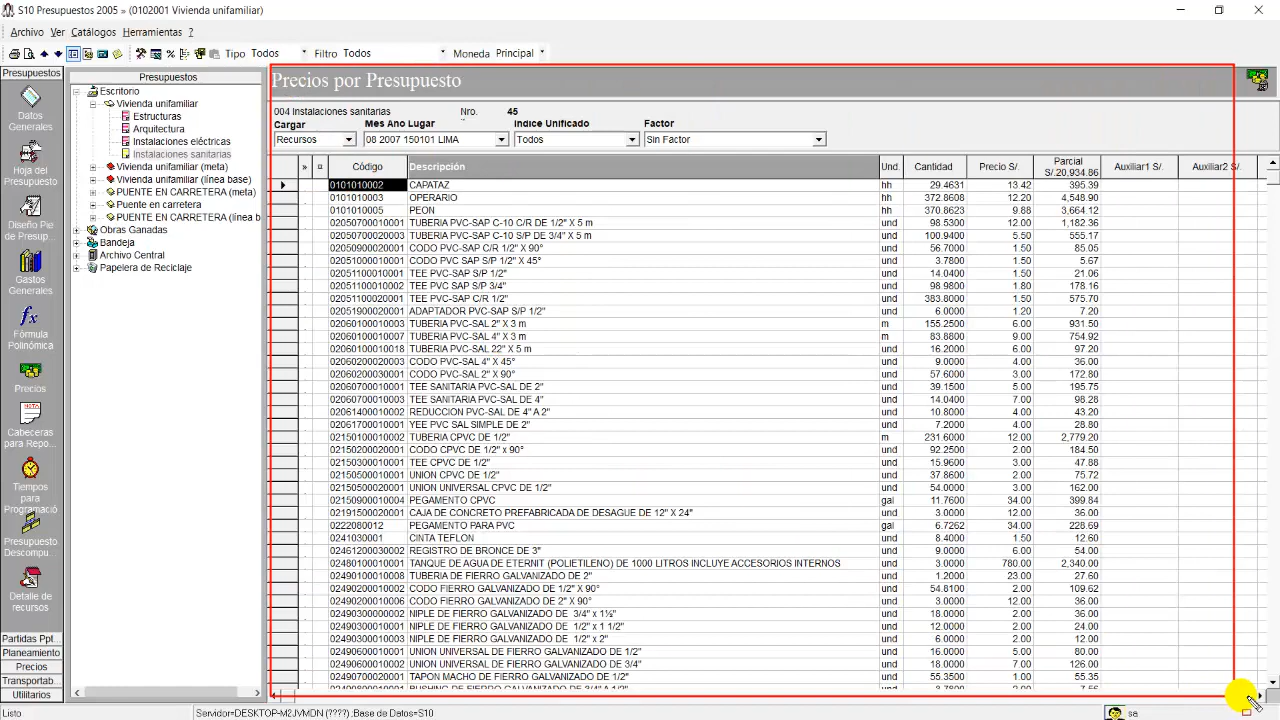 S10 Presupuestos 2005 » (0102001 Vivienda unifamiliar)
Archivo Ver Catálogos Herramientas ?
Tipo Todos Filtro Todos Moneda Principal
Presupuestos
Datos Generales
Hoja del Presupuesto
Diseño Pie de Presup...
Gastos Generales
Fórmula Polinómica
Precios
Cabeceras para Repo...
Tiempos para Programació
Presupuesto Descompu...
Detalle de recursos
Partidas Ppt...
Planeamiento
Precios
Transportab...
Utilitarios
Presupuestos
Escritorio
Vivienda unifamiliar
Estructuras
Arquitectura
Instalaciones eléctricas
Instalaciones sanitarias
Vivienda unifamiliar (meta)
Vivienda unifamiliar (línea base)
PUENTE EN CARRETERA (meta)
Puente en carretera
PUENTE EN CARRETERA (línea b
Obras Ganadas
Bandeja
Archivo Central
Papelera de Reciclaje
Precios por Presupuesto
004 Instalaciones sanitarias Nro. 45
Cargar Mes Ano Lugar Indice Unificado Factor
Recursos 08 2007 150101 LIMA Todos Sin Factor
» ¤ Código Descripción Und. Cantidad Precio S/. Parcial S/.20,934.86 Auxiliar1 S/. Auxiliar2 S/.
0101010002 CAPATAZ hh 29.4631 13.42 395.39
0101010003 OPERARIO hh 372.8608 12.20 4,548.90
0101010005 PEON hh 370.8623 9.88 3,664.12
02050700010001 TUBERIA PVC-SAP C-10 C/R DE 1/2" X 5 m und 98.5300 12.00 1,182.36
02050700020003 TUBERIA PVC-SAP C-10 S/P DE 3/4" X 5 m und 100.9400 5.50 555.17
02050900020001 CODO PVC-SAP C/R 1/2" X 90° und 56.7000 1.50 85.05
02051000020001 CODO PVC-SAP S/P 1/2" X 45° und 3.7800 1.50 5.67
02051100010001 TEE PVC-SAP S/P 1/2" und 14.0400 1.50 21.06
02051100010002 TEE PVC SAP S/P 3/4" und 98.9800 1.80 178.16
02051100020001 TEE PVC-SAP C/R 1/2" und 383.8000 1.50 575.70
02051900020001 ADAPTADOR PVC-SAP S/P 1/2" und 6.0000 1.20 7.20
02060100010003 TUBERIA PVC-SAL 2" X 3 m m 155.2500 6.00 931.50
02060100010007 TUBERIA PVC-SAL 4" X 3 m m 83.8800 9.00 754.92
02060100010018 TUBERIA PVC-SAL 22" X 5 m und 16.2000 6.00 97.20
02060200020003 CODO PVC-SAL 4" X 45° und 9.0000 4.00 36.00
02060200030001 CODO PVC-SAL 2" X 90° und 57.6000 3.00 172.80
02060700010001 TEE SANITARIA PVC-SAL DE 2" und 39.1500 5.00 195.75
02060700010003 TEE SANITARIA PVC-SAL DE 4" und 14.0400 7.00 98.28
02061400010002 REDUCCION PVC-SAL DE 4" A 2" und 10.8000 4.00 43.20
02061700010001 YEE PVC SAL SIMPLE DE 2" und 7.2000 4.00 28.80
02150100010002 TUBERIA CPVC DE 1/2" m 231.6000 12.00 2,779.20
02150200020001 CODO CPVC DE 1/2" x 90° und 92.2500 2.00 184.50
02150300010001 TEE CPVC DE 1/2" und 15.9600 3.00 47.88
02150500010001 UNION CPVC DE 1/2" und 37.8600 2.00 75.72
02150500020001 UNION UNIVERSAL CPVC DE 1/2" und 54.0000 3.00 162.00
02150900010004 PEGAMENTO CPVC gal 11.7600 34.00 399.84
02191500020001 CAJA DE CONCRETO PREFABRICADA DE DESAGUE DE 12" X 24" und 3.0000 12.00 36.00
0222080012 PEGAMENTO PARA PVC gal 6.7262 34.00 228.69
0241030001 CINTA TEFLON und 8.4000 1.50 12.60
02461200030002 REGISTRO DE BRONCE DE 3" und 9.0000 6.00 54.00
02480100010001 TANQUE DE AGUA DE ETERNIT (POLIETILENO) DE 1000 LITROS INCLUYE ACCESORIOS INTERNOS und 3.0000 780.00 2,340.00
02490100010008 TUBERIA DE FIERRO GALVANIZADO DE 2" und 1.2000 23.00 27.60
02490200010002 CODO FIERRO GALVANIZADO DE 1/2" X 90° und 54.8100 2.00 109.62
02490200010006 CODO FIERRO GALVANIZADO DE 2" X 90° und 3.0000 12.00 36.00
02490300000002 NIPLE DE FIERRO GALVANIZADO DE 3/4" x 1½" und 18.0000 2.00 36.00
02490300010001 NIPLE DE FIERRO GALVANIZADO DE 1/2" x 1 1/2" und 12.0000 2.00 24.00
02490300010003 NIPLE DE FIERRO GALVANIZADO DE 1/2" x 2" und 6.0000 2.00 12.00
02490600010001 UNION UNIVERSAL DE FIERRO GALVANIZADO DE 1/2" und 16.0000 5.00 80.00
02490600010002 UNION UNIVERSAL DE FIERRO GALVANIZADO DE 3/4" und 18.0000 7.00 126.00
02490700020001 TAPON MACHO DE FIERRO GALVANIZADO DE 1/2" und 55.3500 1.00 55.35
02490800010001 BUSHING DE FIERRO GALVANIZADO DE 3/4" A 1/2" und 3.7800 2.00 7.56
Listo Servidor=DESKTOP-M2JVMDN (????) ;Base de Datos=S10 sa